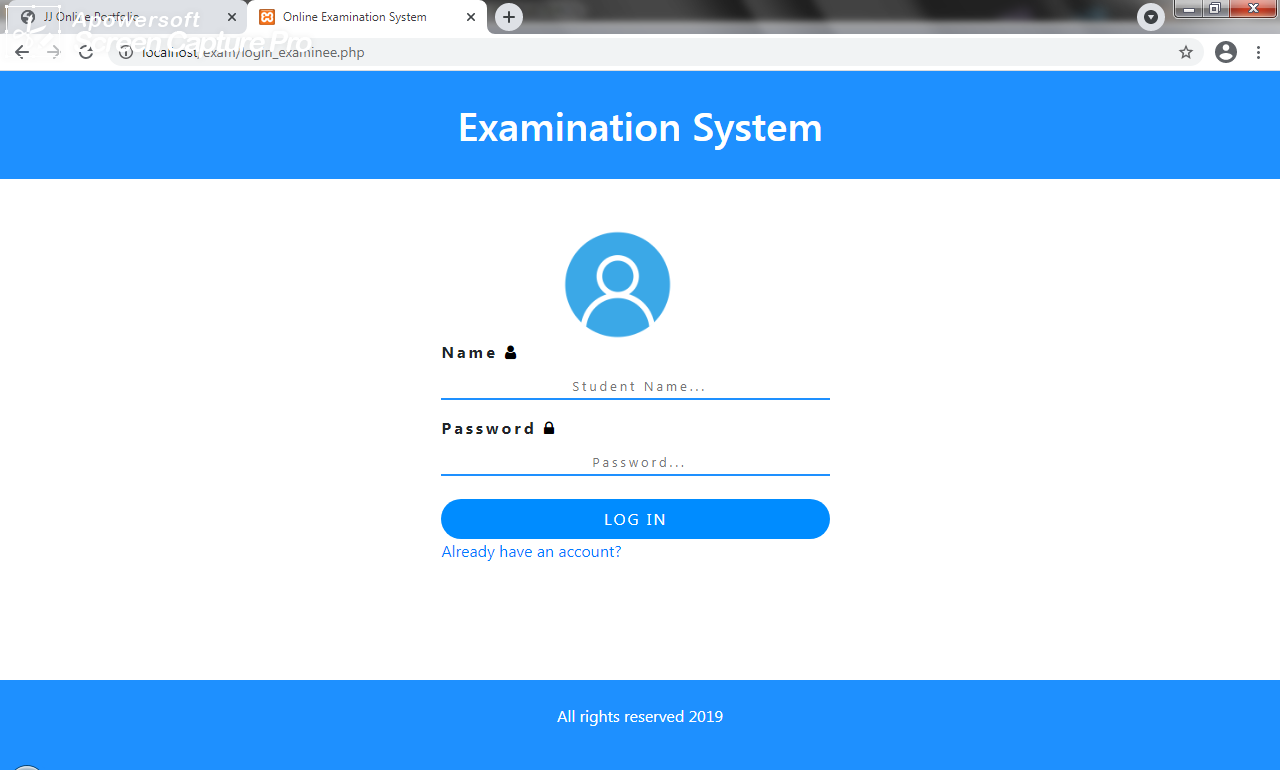 JJ Online Portfolio
Online Examination System
Apowersoft
Screen Capture Pro
localhost/exam/login_examinee.php
Examination System
Name
Student Name...
Password
Password...
LOG IN
Already have an account?
All rights reserved 2019